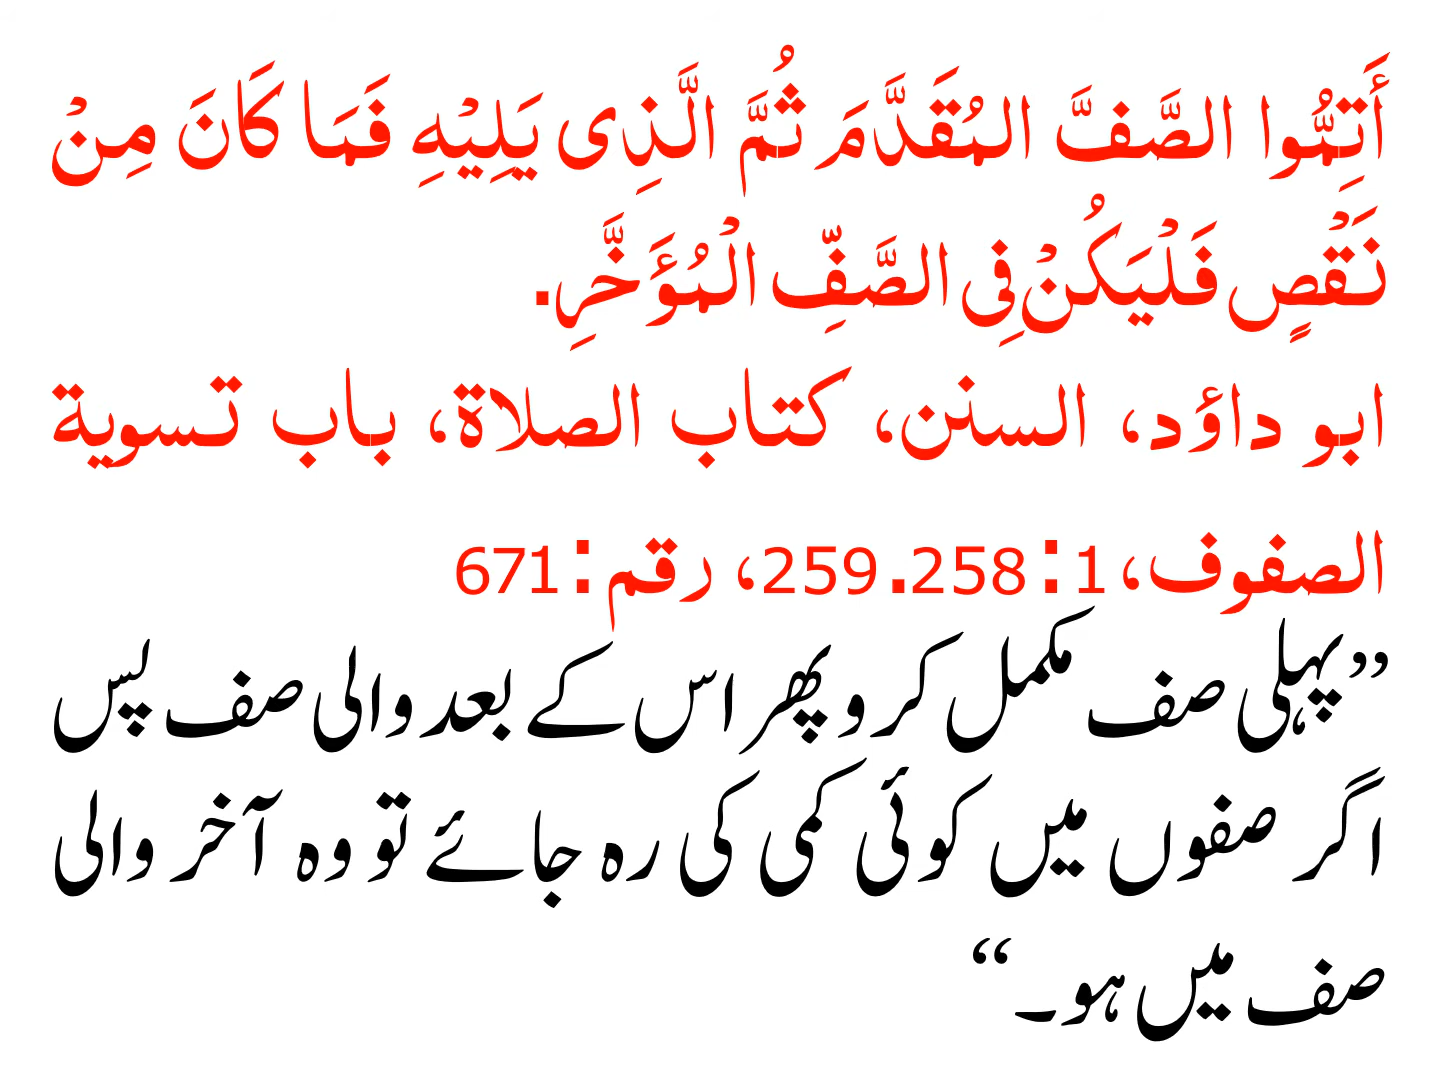 أَتِمُّوا الصَّفَّ المُقَدَّمَ ثُمَّ الَّذِی یَلِیْهِ فَمَا كَانَ مِنْ
نَقْصٍ فَلْیَكُنْ فِی الصَّفِّ الْمُؤَخَّرِ.
ابو داؤد، السنن، كتاب الصلاة، باب تسوية
الصفوف، 1 : 258. 259، رقم : 671
’’پہلی صف مکمل کرو پھر اس کے بعد والی صف پس
اگر صفوں میں کوئی کمی کی رہ جائے تو وہ آخر والی
صف میں ہو۔‘‘